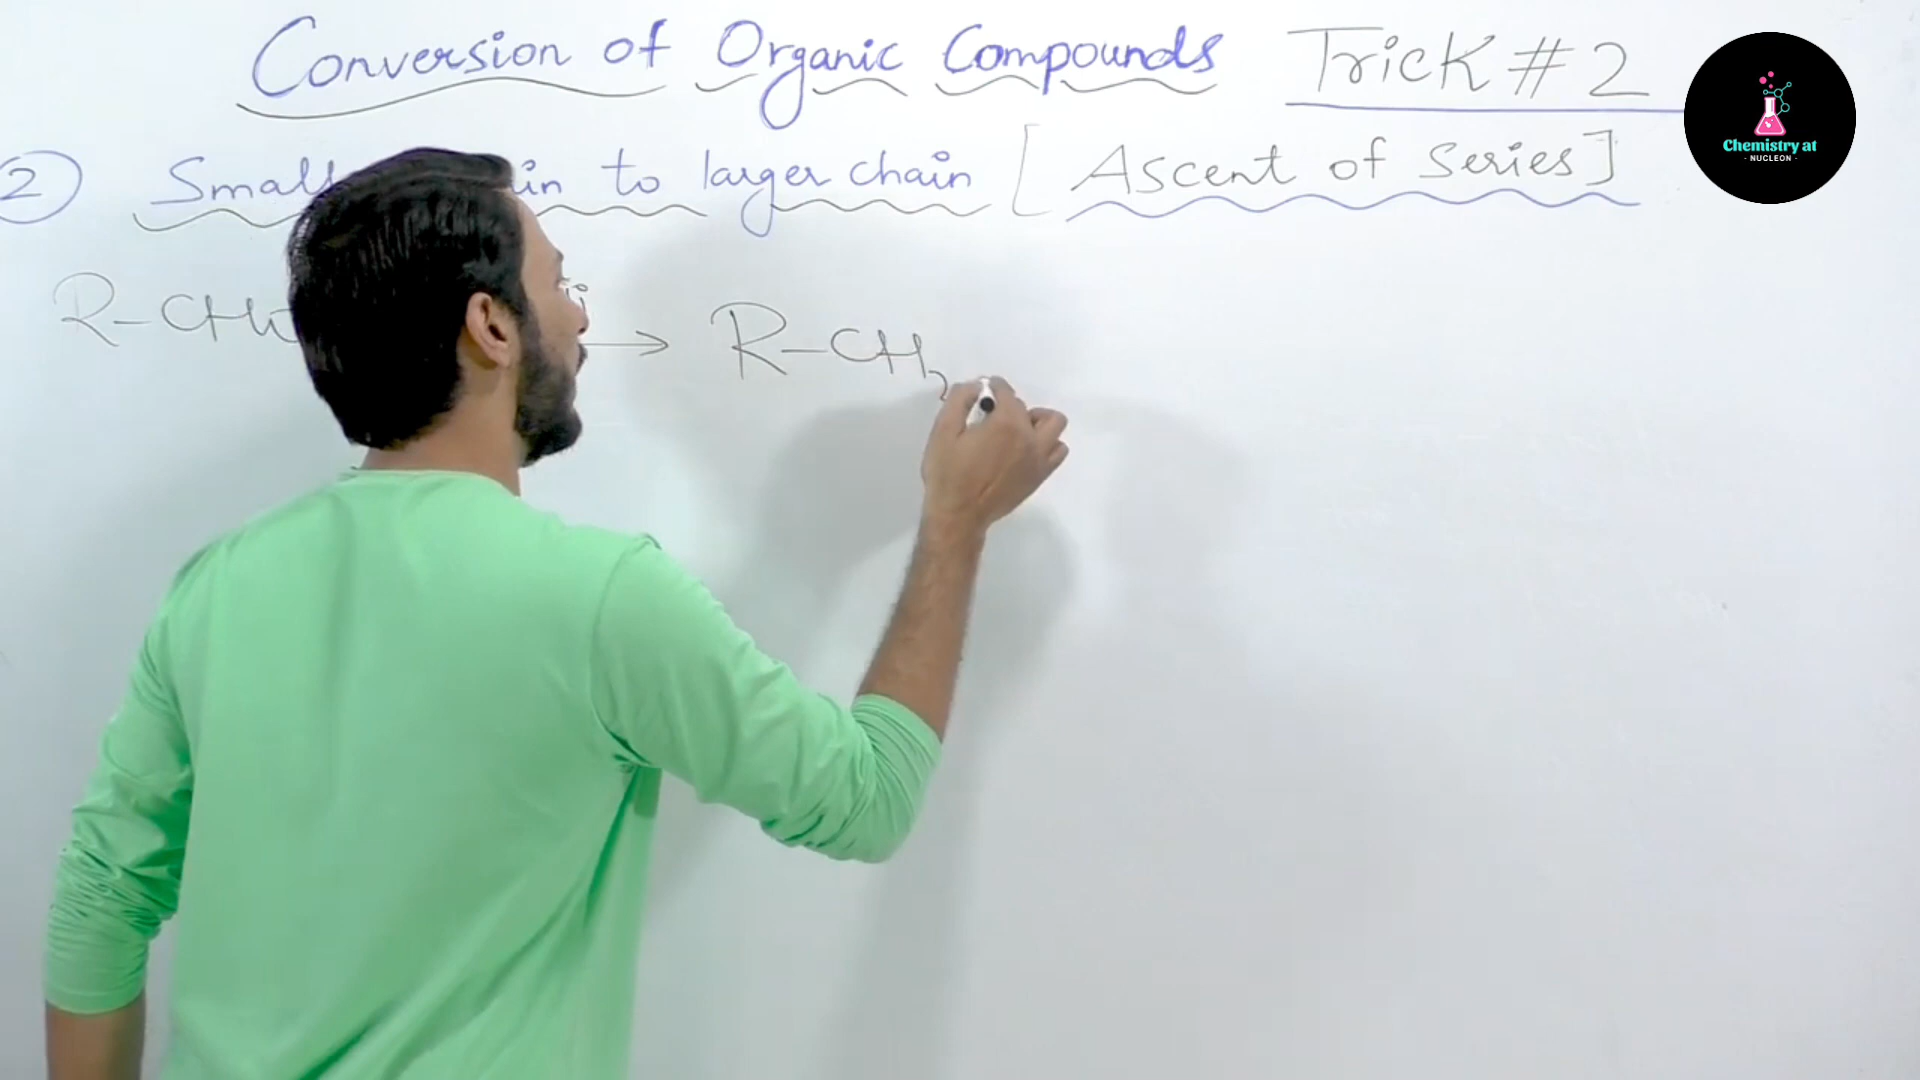 Conversion of Organic Compounds Trick #2
2 Small in to larger chain [Ascent of Series]
R-CH → R-CH2
Chemistry at
- NUCLEON -